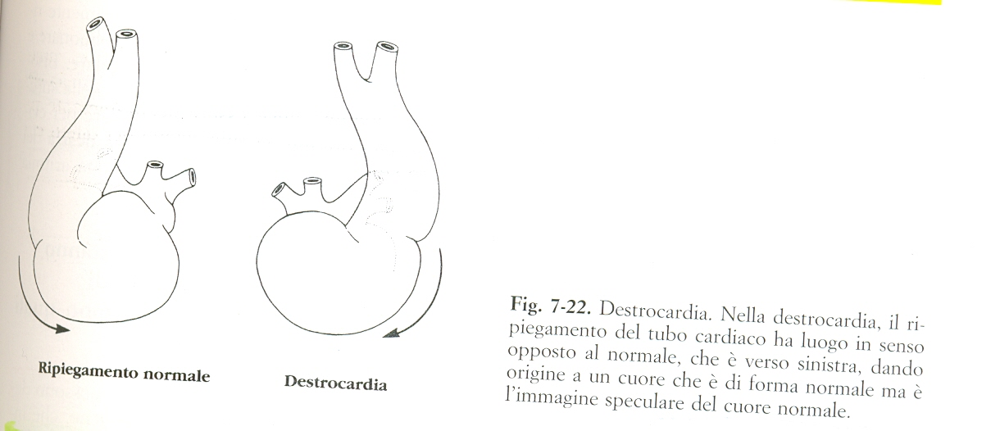 Ripiegamento normale
Destrocardia
Fig. 7-22. Destrocardia. Nella destrocardia, il ri-
piegamento del tubo cardiaco ha luogo in senso
opposto al normale, che è verso sinistra, dando
origine a un cuore che è di forma normale ma è
l'immagine speculare del cuore normale.